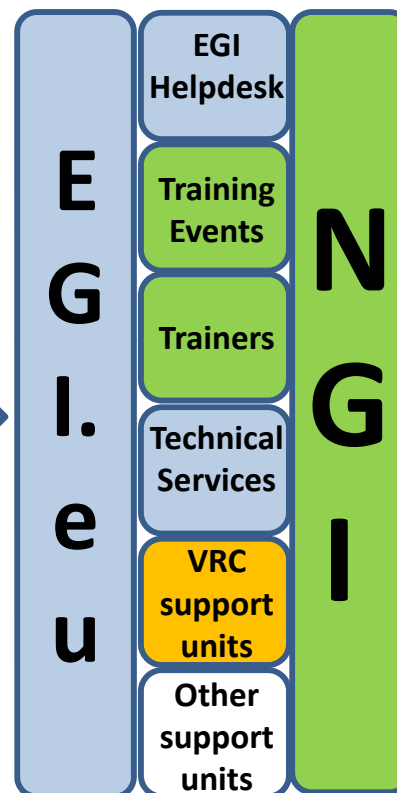 E
G
I.
e
u
EGI
Helpdesk
Training
Events
Trainers
Technical
Services
VRC
support
units
Other
support
units
N
G
I